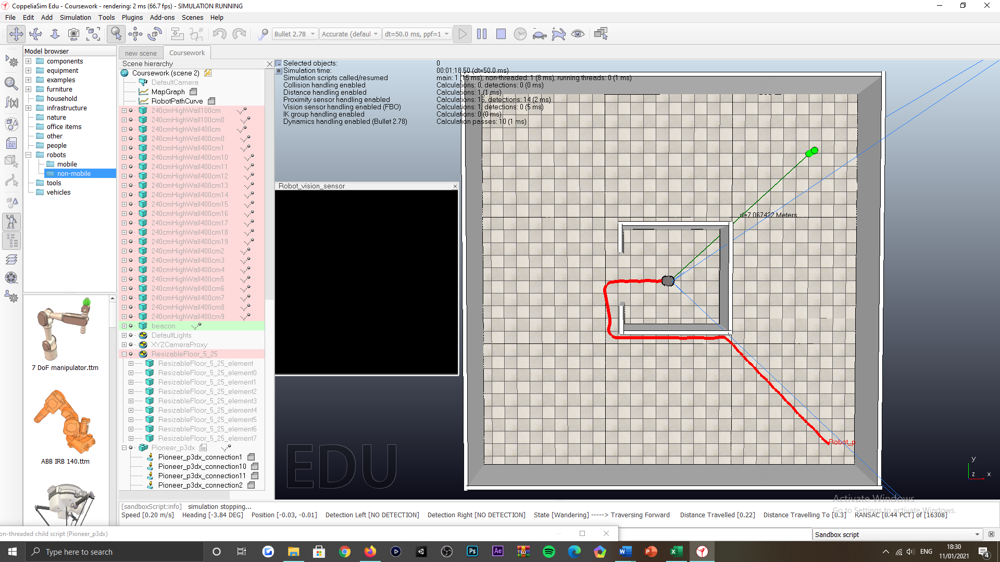 CoppeliaSim Edu - Coursework - rendering: 2 ms (66.7 fps) - SIMULATION RUNNING
File Edit Add Simulation Tools Plugins Add-ons Scenes Help
Bullet 2.78 Accurate (defaul dt=50.0 ms, ppf=1
Model browser
components
equipment
examples
furniture
household
infrastructure
nature
office items
other
people
robots
mobile
non-mobile
tools
vehicles
7 DoF manipulator.ttm
ABB IRB 140.ttm
new scene Coursework
Scene hierarchy
Coursework (scene 2)
DefaultCamera
MapGraph
RobotPathCurve
240cmHighWall100cm
240cmHighWall100cm0
240cmHighWall400cm
240cmHighWall400cm0
240cmHighWall400cm1
240cmHighWall400cm10
240cmHighWall400cm11
240cmHighWall400cm12
240cmHighWall400cm13
240cmHighWall400cm14
240cmHighWall400cm15
240cmHighWall400cm16
240cmHighWall400cm17
240cmHighWall400cm18
240cmHighWall400cm19
240cmHighWall400cm2
240cmHighWall400cm3
240cmHighWall400cm4
240cmHighWall400cm5
240cmHighWall400cm6
240cmHighWall400cm7
240cmHighWall400cm8
240cmHighWall400cm9
beacon
DefaultLights
XYZCameraProxy
ResizableFloor_5_25
ResizableFloor_5_25_element
ResizableFloor_5_25_element0
ResizableFloor_5_25_element1
ResizableFloor_5_25_element2
ResizableFloor_5_25_element3
ResizableFloor_5_25_element4
ResizableFloor_5_25_element5
ResizableFloor_5_25_element6
ResizableFloor_5_25_element7
Pioneer_p3dx
Pioneer_p3dx_connection1
Pioneer_p3dx_connection10
Pioneer_p3dx_connection11
Pioneer_p3dx_connection2
Selected objects: 0
Simulation time: 00:01:18.50 (dt=50.0 ms)
Simulation scripts called/resumed main: 1 (15 ms), non-threaded: 1 (8 ms), running threads: 0 (1 ms)
Collision handling enabled Calculations: 0, detections: 0 (0 ms)
Distance handling enabled Calculations: 1 (1 ms)
Proximity sensor handling enabled Calculations: 16, detections: 14 (2 ms)
Vision sensor handling enabled (FBO) Calculations: 1, detections: 0 (5 ms)
IK group handling enabled Calculations: 0 (0 ms)
Dynamics handling enabled (Bullet 2.78) Calculation passes: 10 (1 ms)
Robot_vision_sensor
d=7.067422 Meters
Robot_p
EDU
y
z x
Activate Windows
Go to Settings to activate Windows.
[sandboxScript:info] simulation stopping...
Speed [0.20 m/s] Heading [-3.84 DEG] Position [-0.03, -0.01] Detection Left [NO DETECTION] Detection Right [NO DETECTION] State [Wandering] -----> Traversing Forward Distance Travelled [0.22] Distance Travelling To [0.3] RANSAC [0.44 PCT] of [16308]
on-threaded child script (Pioneer_p3dx)
Sandbox script
Type here to search
Ps Ae
ENG
18:30
11/01/2021
4